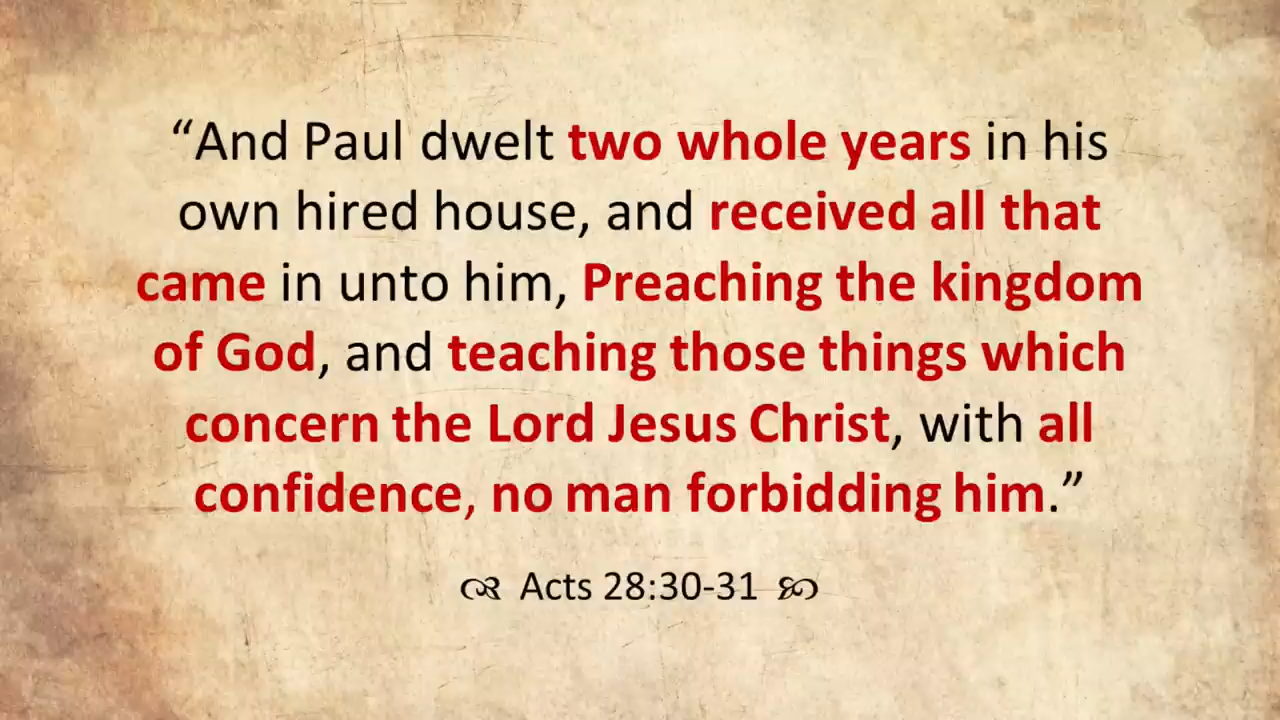 “And Paul dwelt two whole years in his
own hired house, and received all that
came in unto him, Preaching the kingdom
of God, and teaching those things which
concern the Lord Jesus Christ, with all
confidence, no man forbidding him.”
Acts 28:30-31